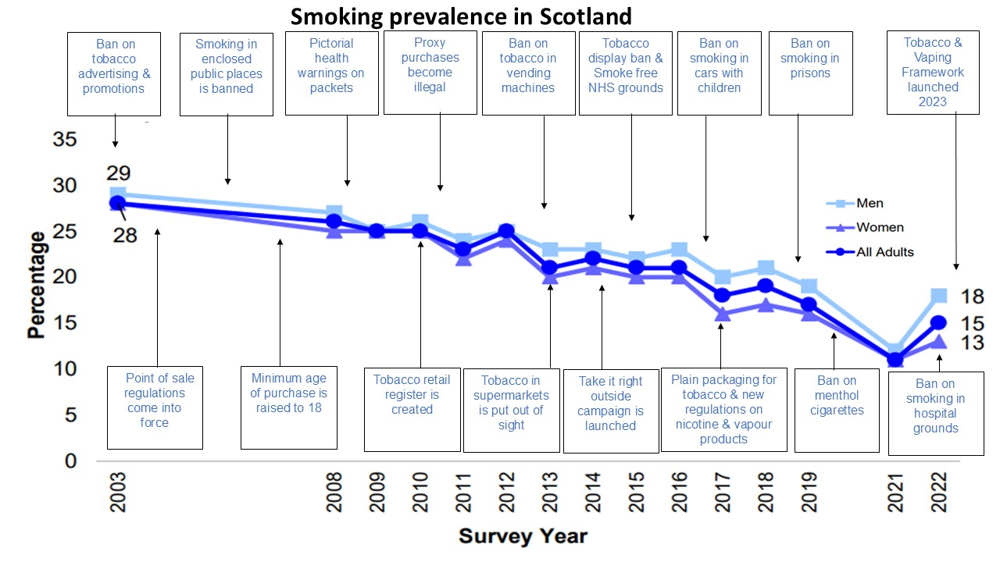 Smoking prevalence in Scotland
Ban on
tobacco
advertising &
promotions
Smoking in
enclosed
public places
is banned
Pictorial
health
warnings on
packets
Proxy
purchases
become
illegal
Ban on
tobacco in
vending
machines
Tobacco
display ban &
Smoke free
NHS grounds
Ban on
smoking in
cars with
children
Ban on
smoking in
prisons
Tobacco &
Vaping
Framework
launched
2023
Percentage
35
30
25
20
15
10
5
0
29
28
Men
Women
All Adults
18
15
13
Point of sale
regulations
come into
force
Minimum age
of purchase is
raised to 18
Tobacco retail
register is
created
Tobacco in
supermarkets
is put out of
sight
Take it right
outside
campaign is
launched
Plain packaging for
tobacco & new
regulations on
nicotine & vapour
products
Ban on
menthol
cigarettes
Ban on
smoking in
hospital
grounds
2003
2008
2009
2010
2011
2012
2013
2014
2015
2016
2017
2018
2019
2021
2022
Survey Year